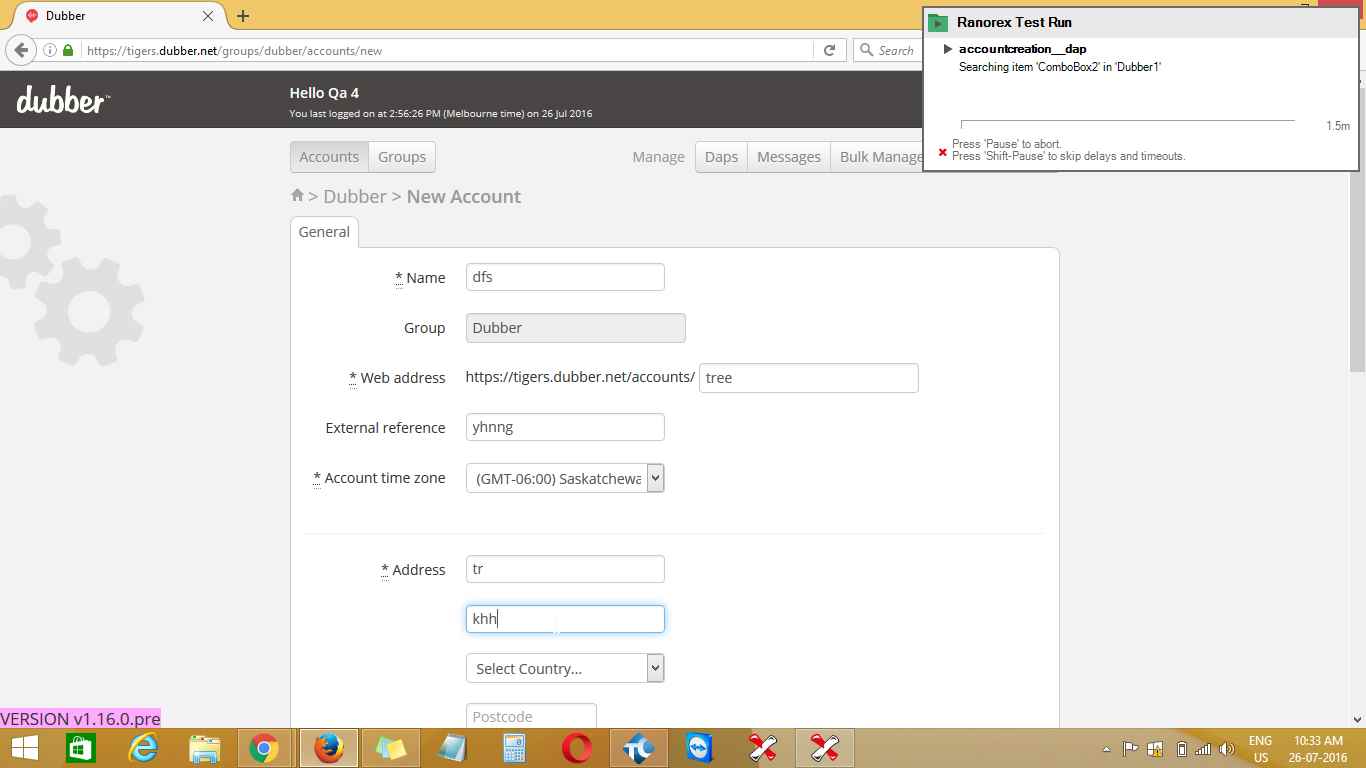 Dubber
Ranorex Test Run
accountcreation__dap
Searching item 'ComboBox2' in 'Dubber1'
1.5m
Press 'Pause' to abort.
Press 'Shift-Pause' to skip delays and timeouts.
https://tigers.dubber.net/groups/dubber/accounts/new
Search
dubber™
Hello Qa 4
You last logged on at 2:56:26 PM (Melbourne time) on 26 Jul 2016
Accounts Groups Manage Daps Messages Bulk Manage
> Dubber > New Account
General
* Name dfs
Group Dubber
* Web address https://tigers.dubber.net/accounts/ tree
External reference yhnng
* Account time zone (GMT-06:00) Saskatchewa
* Address tr
khh
Select Country...
Postcode
VERSION v1.16.0.pre
ENG 10:33 AM
US 26-07-2016